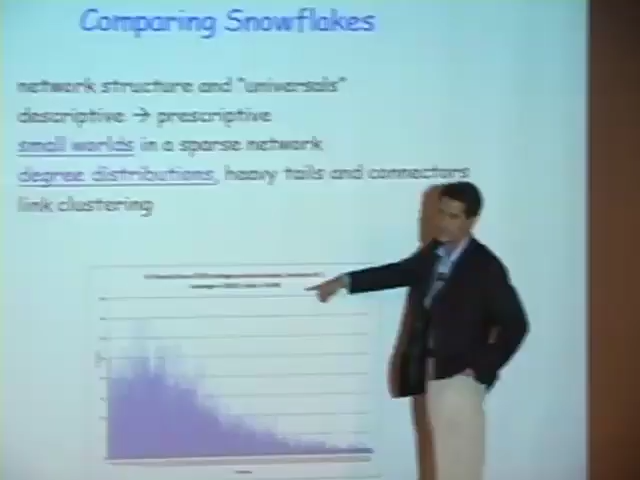 Comparing Snowflakes
network structure and "universals"
descriptive → prescriptive
small worlds in a sparse network
degree distributions, heavy tails and connectors
link clustering